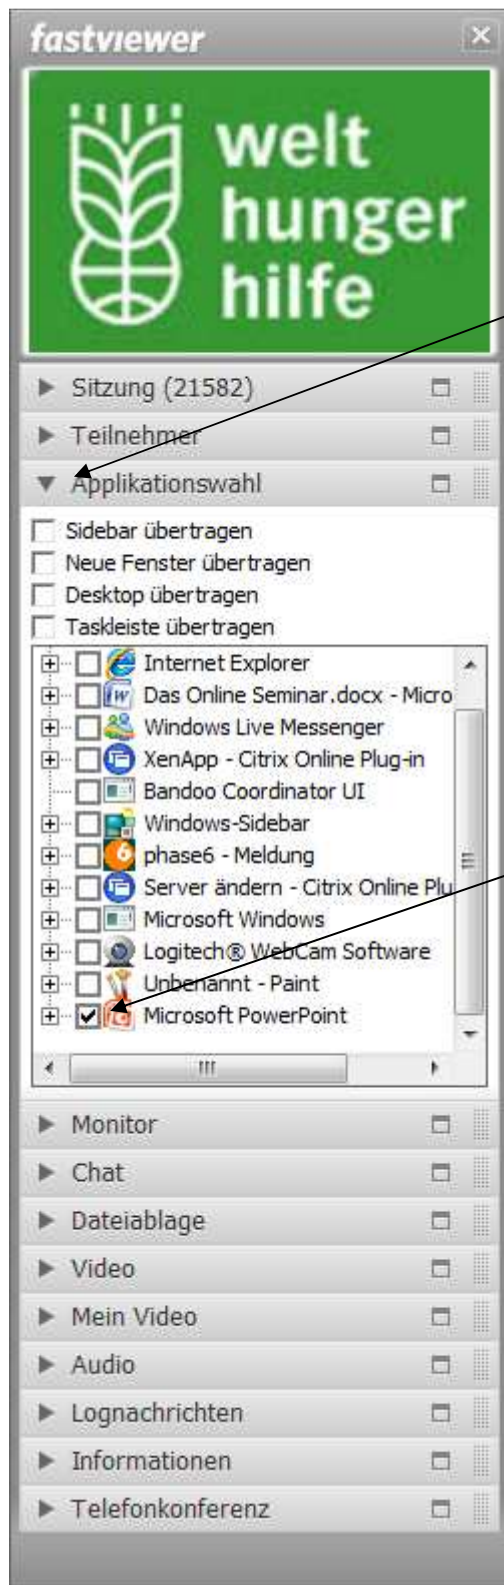 fastviewer
welt
hunger
hilfe
Sitzung (21582)
Teilnehmer
Applikationswahl
Sidebar übertragen
Neue Fenster übertragen
Desktop übertragen
Taskleiste übertragen
Internet Explorer
Das Online Seminar.docx - Micro
Windows Live Messenger
XenApp - Citrix Online Plug-in
Bandoo Coordinator UI
Windows-Sidebar
phase6 - Meldung
Server ändern - Citrix Online Plu
Microsoft Windows
Logitech® WebCam Software
Unbenannt - Paint
Microsoft PowerPoint
Monitor
Chat
Dateiablage
Video
Mein Video
Audio
Lognachrichten
Informationen
Telefonkonferenz